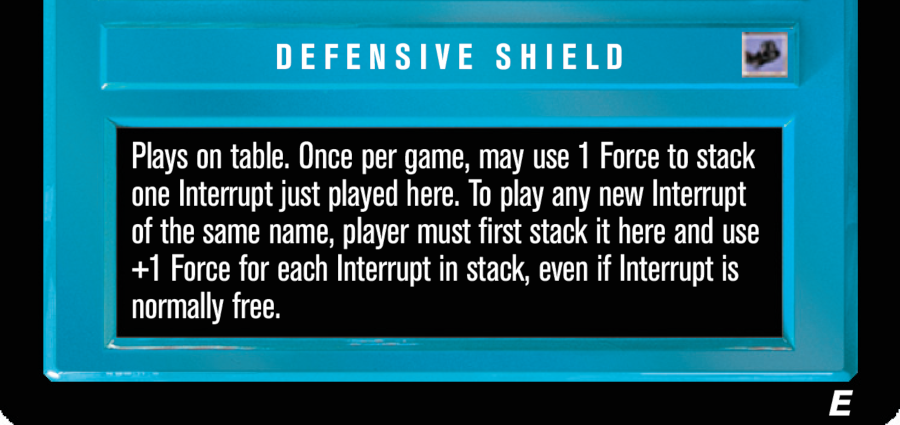 DEFENSIVE SHIELD
Plays on table. Once per game, may use 1 Force to stack
one Interrupt just played here. To play any new Interrupt
of the same name, player must first stack it here and use
+1 Force for each Interrupt in stack, even if Interrupt is
normally free.
E